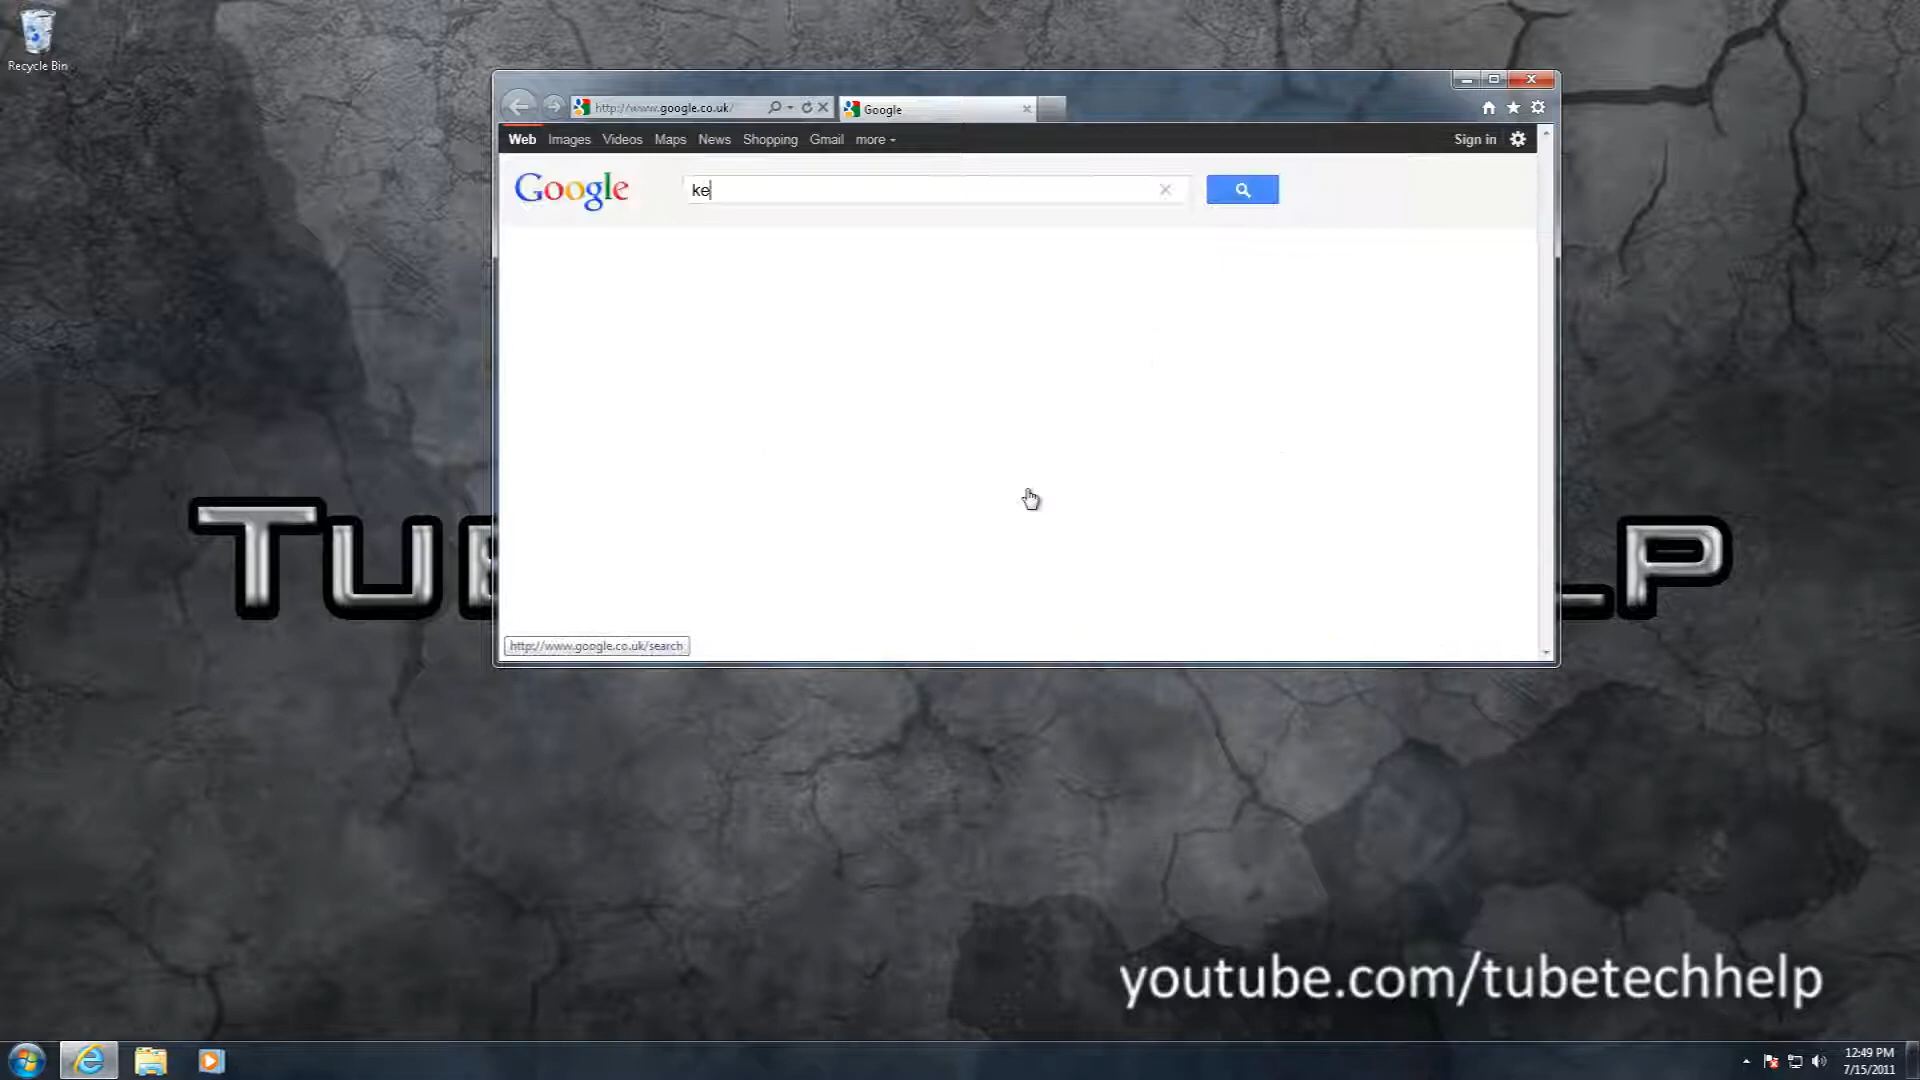 Recycle Bin
http://www.google.co.uk/
Google
Web Images Videos Maps News Shopping Gmail more
Sign in
Google
ke
Tu
P
http://www.google.co.uk/search
youtube.com/tubetechhelp
12:49 PM
7/15/2011